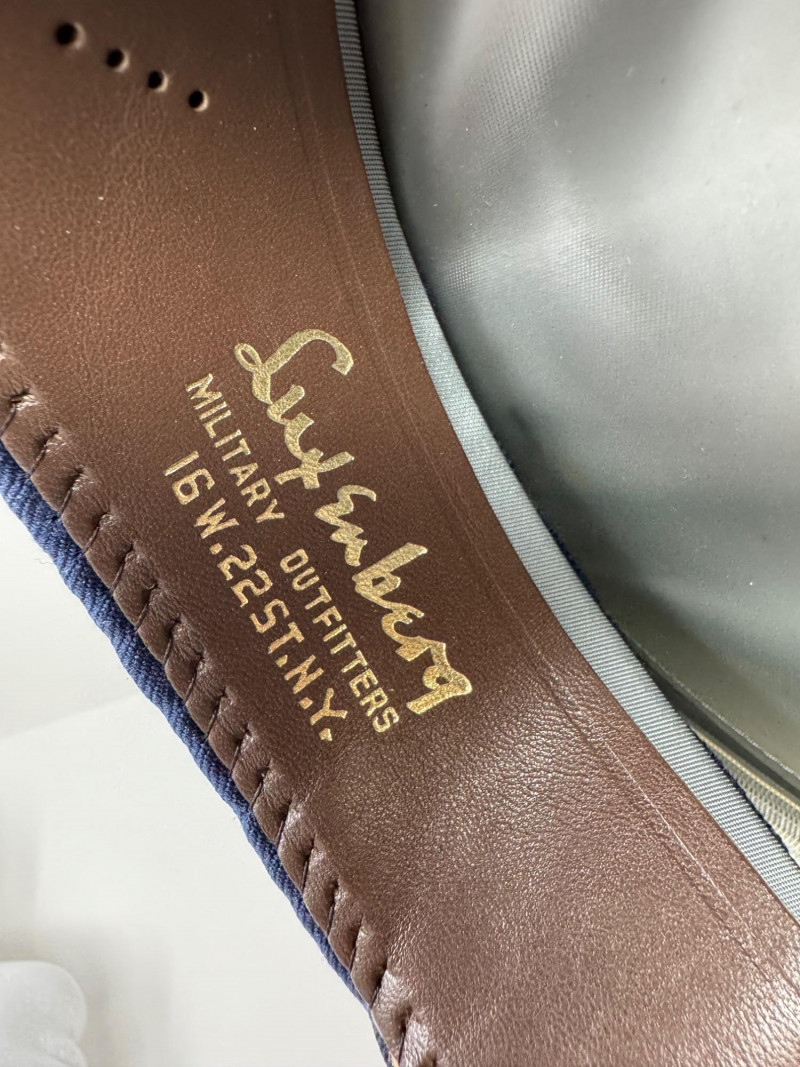 Luxenberg
MILITARY OUTFITTERS
16 W. 22 ST. N.Y.